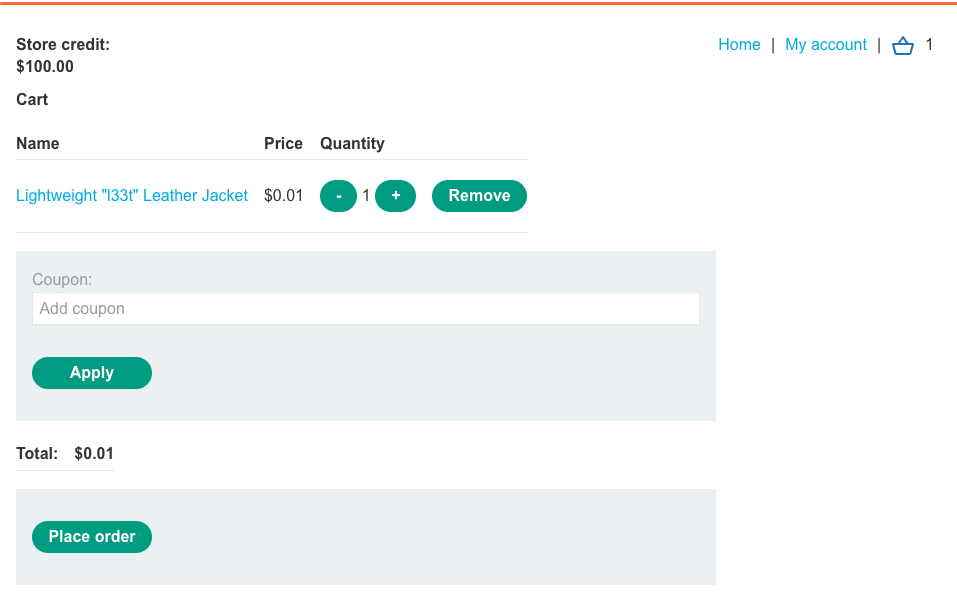 Store credit:
$100.00
Home | My account | 1
Cart
Name Price Quantity
Lightweight "l33t" Leather Jacket $0.01 - 1 + Remove
Coupon:
Add coupon
Apply
Total: $0.01
Place order